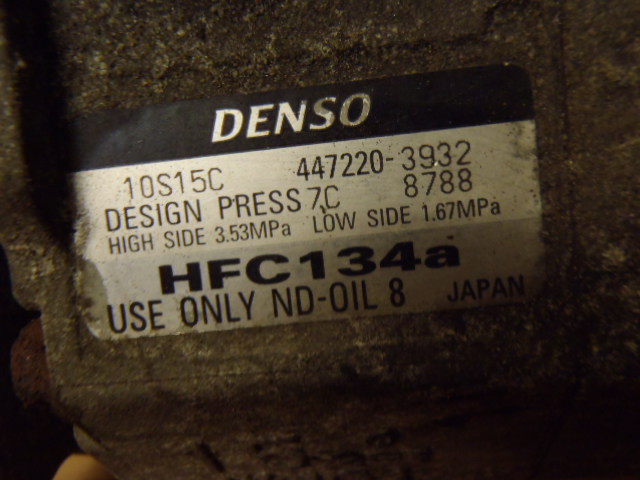 DENSO
10S15C 447220-3932
DESIGN PRESS 7C 8788
HIGH SIDE 3.53MPa LOW SIDE 1.67MPa
HFC134a
USE ONLY ND-OIL 8 JAPAN